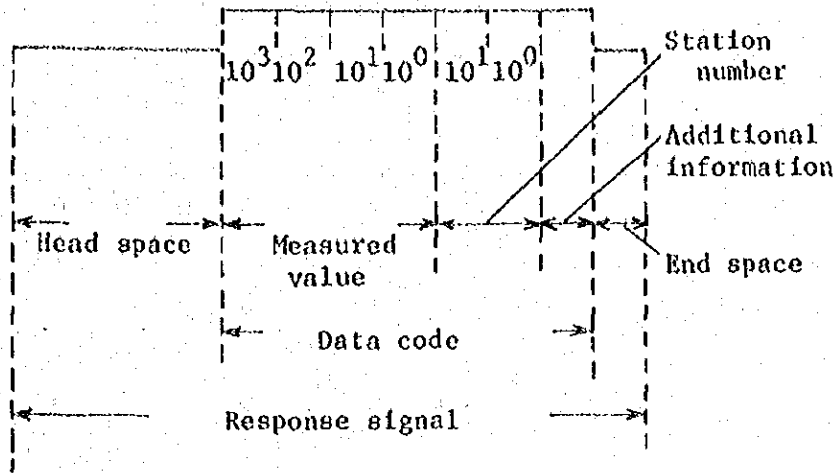 10³ 10² 10¹ 10⁰ 10¹ 10⁰
Station
number
Additional
information
Head space
Measured
value
End space
Data code
Response signal